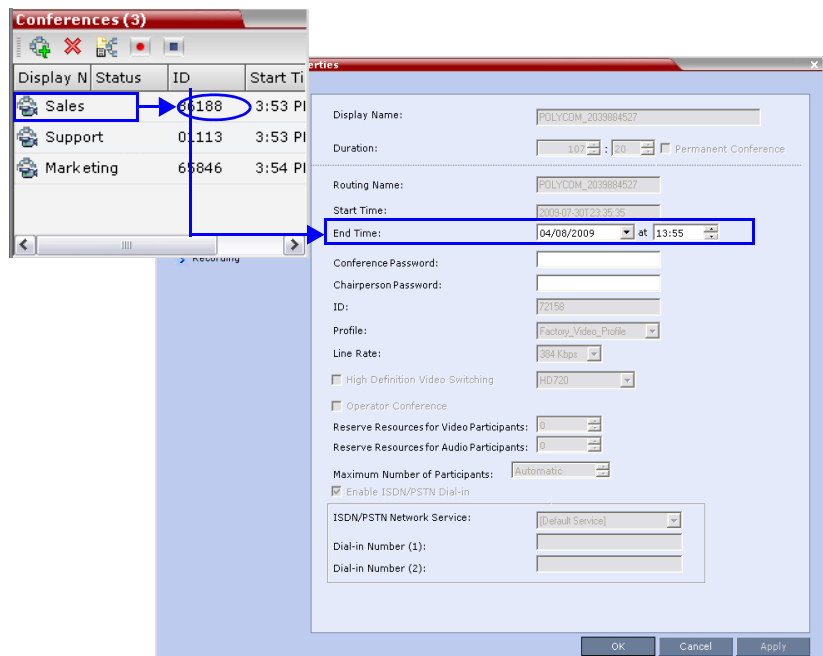 Conferences (3)
Display N Status ID Start Ti
Sales 86188 3:53 PI
Support 01113 3:53 PI
Marketing 65846 3:54 PI
erties
Display Name: POLYCOM_2039884527
Duration: 107 : 20 Permanent Conference
Routing Name: POLYCOM_2039884527
Start Time: 2009-07-30T23:35:35
End Time: 04/08/2009 at 13:55
Recording
Conference Password:
Chairperson Password:
ID: 72158
Profile: Factory_Video_Profile
Line Rate: 384 Kbps
High Definition Video Switching HD720
Operator Conference
Reserve Resources for Video Participants: 0
Reserve Resources for Audio Participants: 0
Maximum Number of Participants: Automatic
Enable ISDN/PSTN Dial-in
ISDN/PSTN Network Service: [Default Service]
Dial-in Number (1):
Dial-in Number (2):
OK Cancel Apply